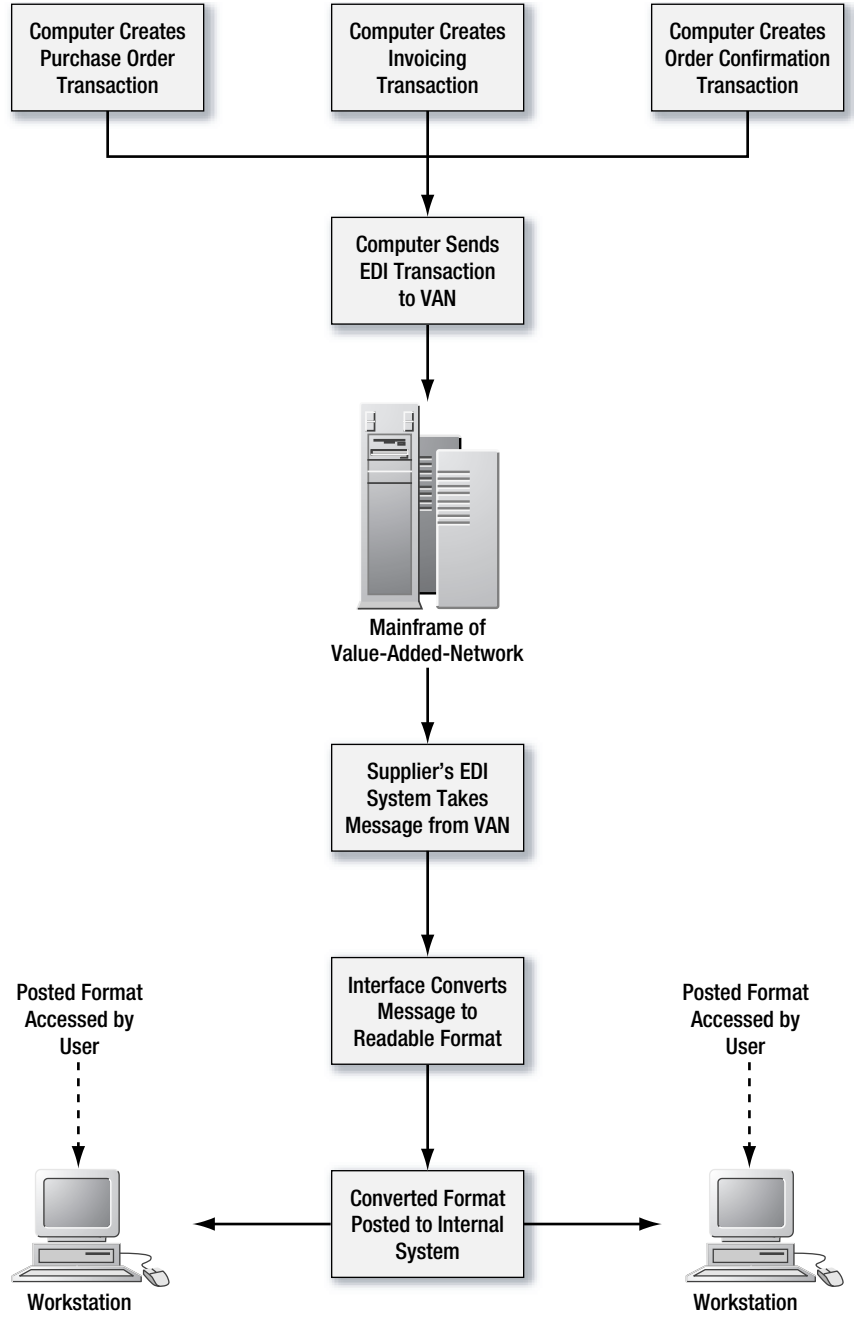 Computer Creates
Purchase Order
Transaction
Computer Creates
Invoicing
Transaction
Computer Creates
Order Confirmation
Transaction
Computer Sends
EDI Transaction
to VAN
Mainframe of
Value-Added-Network
Supplier's EDI
System Takes
Message from VAN
Interface Converts
Message to
Readable Format
Posted Format
Accessed by
User
Posted Format
Accessed by
User
Converted Format
Posted to Internal
System
Workstation
Workstation